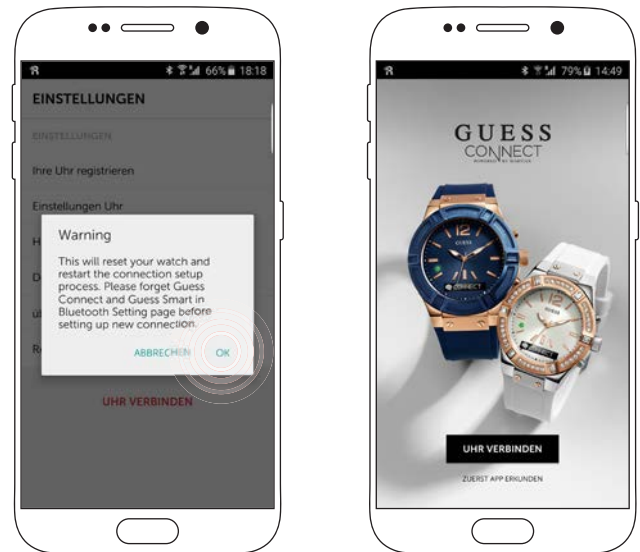 66% 18:18
EINSTELLUNGEN
EINSTELLUNGEN
Ihre Uhr registrieren
Einstellungen Uhr
Warning
This will reset your watch and
restart the connection setup
process. Please forget Guess
Connect and Guess Smart in
Bluetooth Setting page before
setting up new connection.
ABBRECHEN OK
UHR VERBINDEN
79% 14:49
GUESS
CONNECT
GUESS
CONNECT
GUESS
UHR VERBINDEN
ZUERST APP ERKUNDEN